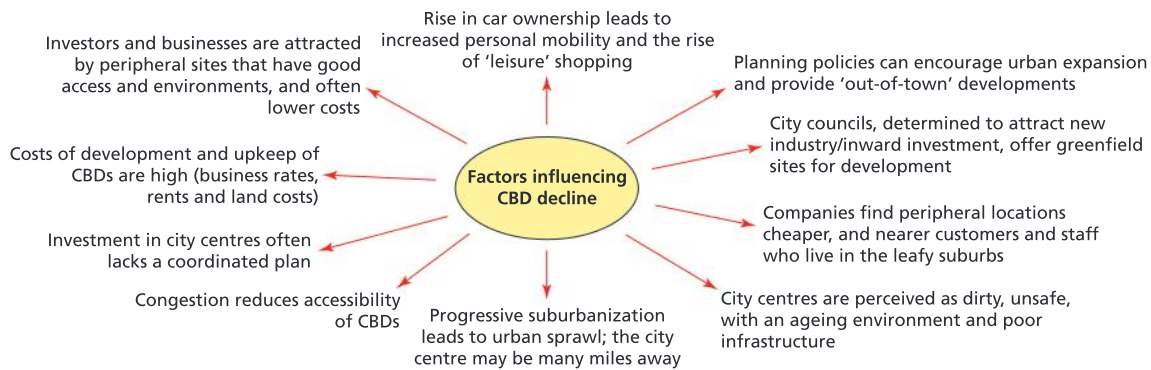 Rise in car ownership leads to
increased personal mobility and the rise
of ‘leisure’ shopping
Investors and businesses are attracted
by peripheral sites that have good
access and environments, and often
lower costs
Planning policies can encourage urban expansion
and provide ‘out-of-town’ developments
City councils, determined to attract new
industry/inward investment, offer greenfield
sites for development
Costs of development and upkeep of
CBDs are high (business rates,
rents and land costs)
Factors influencing
CBD decline
Companies find peripheral locations
cheaper, and nearer customers and staff
who live in the leafy suburbs
Investment in city centres often
lacks a coordinated plan
Congestion reduces accessibility
of CBDs
Progressive suburbanization
leads to urban sprawl; the city
centre may be many miles away
City centres are perceived as dirty, unsafe,
with an ageing environment and poor
infrastructure